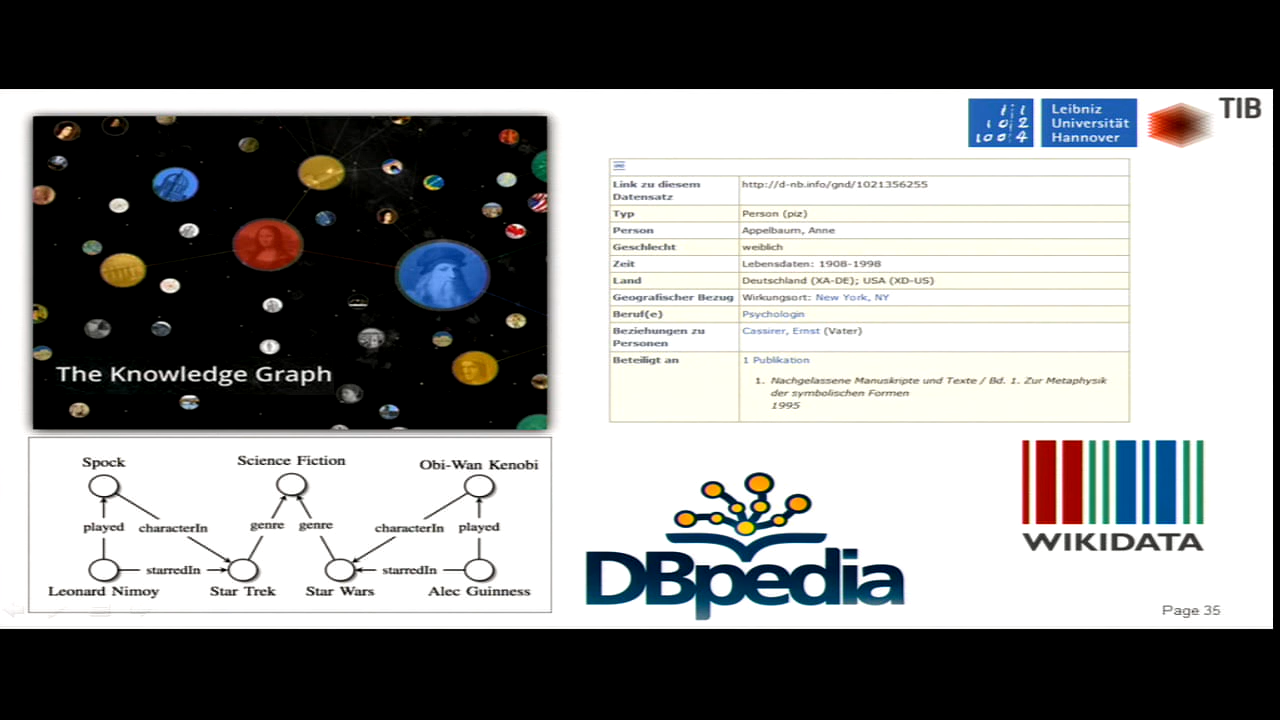 Leibniz
Universität
Hannover
TIB
The Knowledge Graph
Link zu diesem Datensatz http://d-nb.info/gnd/1021356255
Typ Person (piz)
Person Appelbaum, Anne
Geschlecht weiblich
Zeit Lebensdaten: 1908-1998
Land Deutschland (XA-DE); USA (XD-US)
Geografischer Bezug Wirkungsort: New York, NY
Beruf(e) Psychologin
Beziehungen zu Personen Cassirer, Ernst (Vater)
Beteiligt an 1 Publikation
1. Nachgelassene Manuskripte und Texte / Bd. 1. Zur Metaphysik
der symbolischen Formen
1995
Spock Science Fiction Obi-Wan Kenobi
played characterIn genre genre characterIn played
starredIn starredIn
Leonard Nimoy Star Trek Star Wars Alec Guinness
DBpedia
WIKIDATA
Page 35